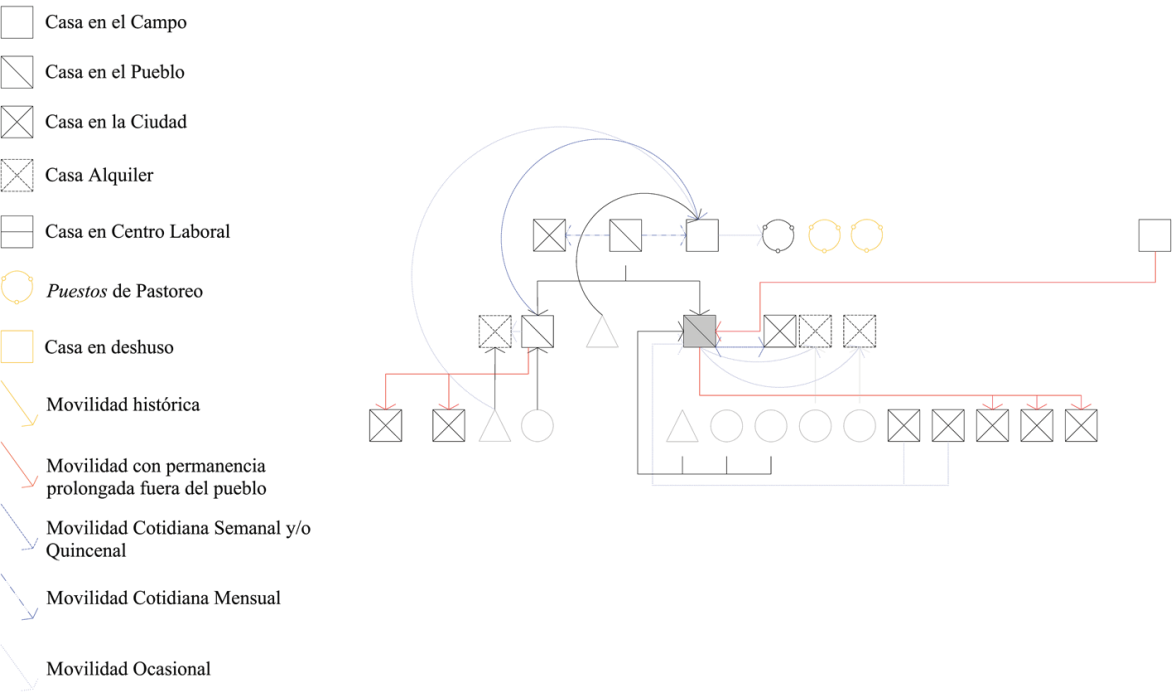 Casa en el Campo
Casa en el Pueblo
Casa en la Ciudad
Casa Alquiler
Casa en Centro Laboral
Puestos de Pastoreo
Casa en deshuso
Movilidad histórica
Movilidad con permanencia
prolongada fuera del pueblo
Movilidad Cotidiana Semanal y/o
Quincenal
Movilidad Cotidiana Mensual
Movilidad Ocasional